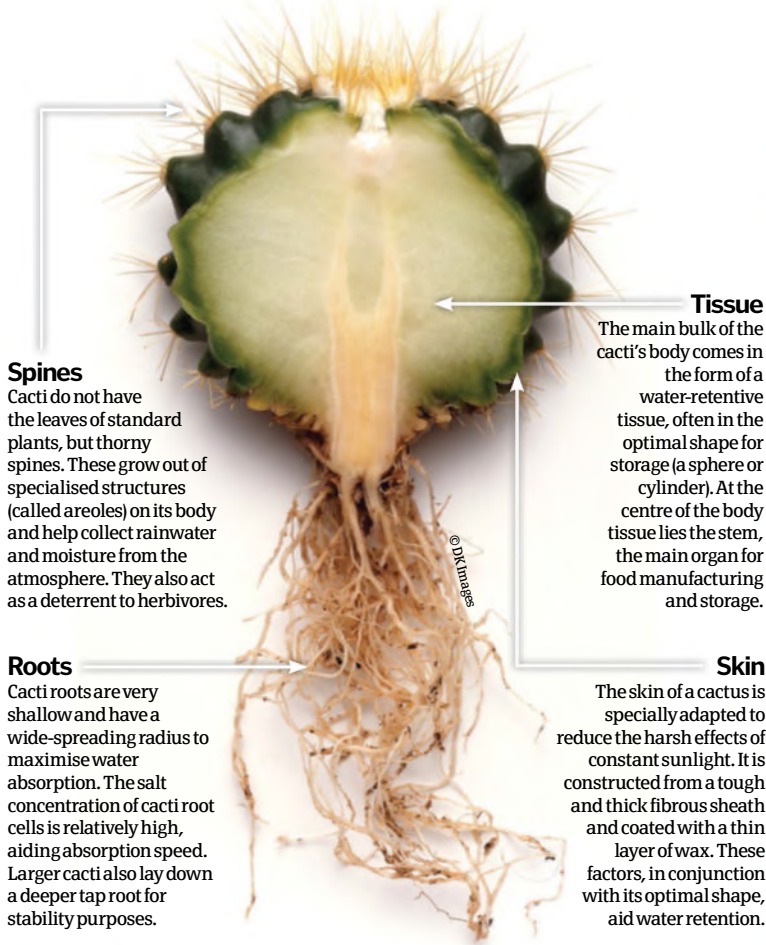 Spines
Cacti do not have
the leaves of standard
plants, but thorny
spines. These grow out of
specialised structures
(called areoles) on its body
and help collect rainwater
and moisture from the
atmosphere. They also act
as a deterrent to herbivores.
Tissue
The main bulk of the
cacti's body comes in
the form of a
water-retentive
tissue, often in the
optimal shape for
storage (a sphere or
cylinder). At the
centre of the body
tissue lies the stem,
the main organ for
food manufacturing
and storage.
© DK Images
Roots
Cacti roots are very
shallow and have a
wide-spreading radius to
maximise water
absorption. The salt
concentration of cacti root
cells is relatively high,
aiding absorption speed.
Larger cacti also lay down
a deeper tap root for
stability purposes.
Skin
The skin of a cactus is
specially adapted to
reduce the harsh effects of
constant sunlight. It is
constructed from a tough
and thick fibrous sheath
and coated with a thin
layer of wax. These
factors, in conjunction
with its optimal shape,
aid water retention.